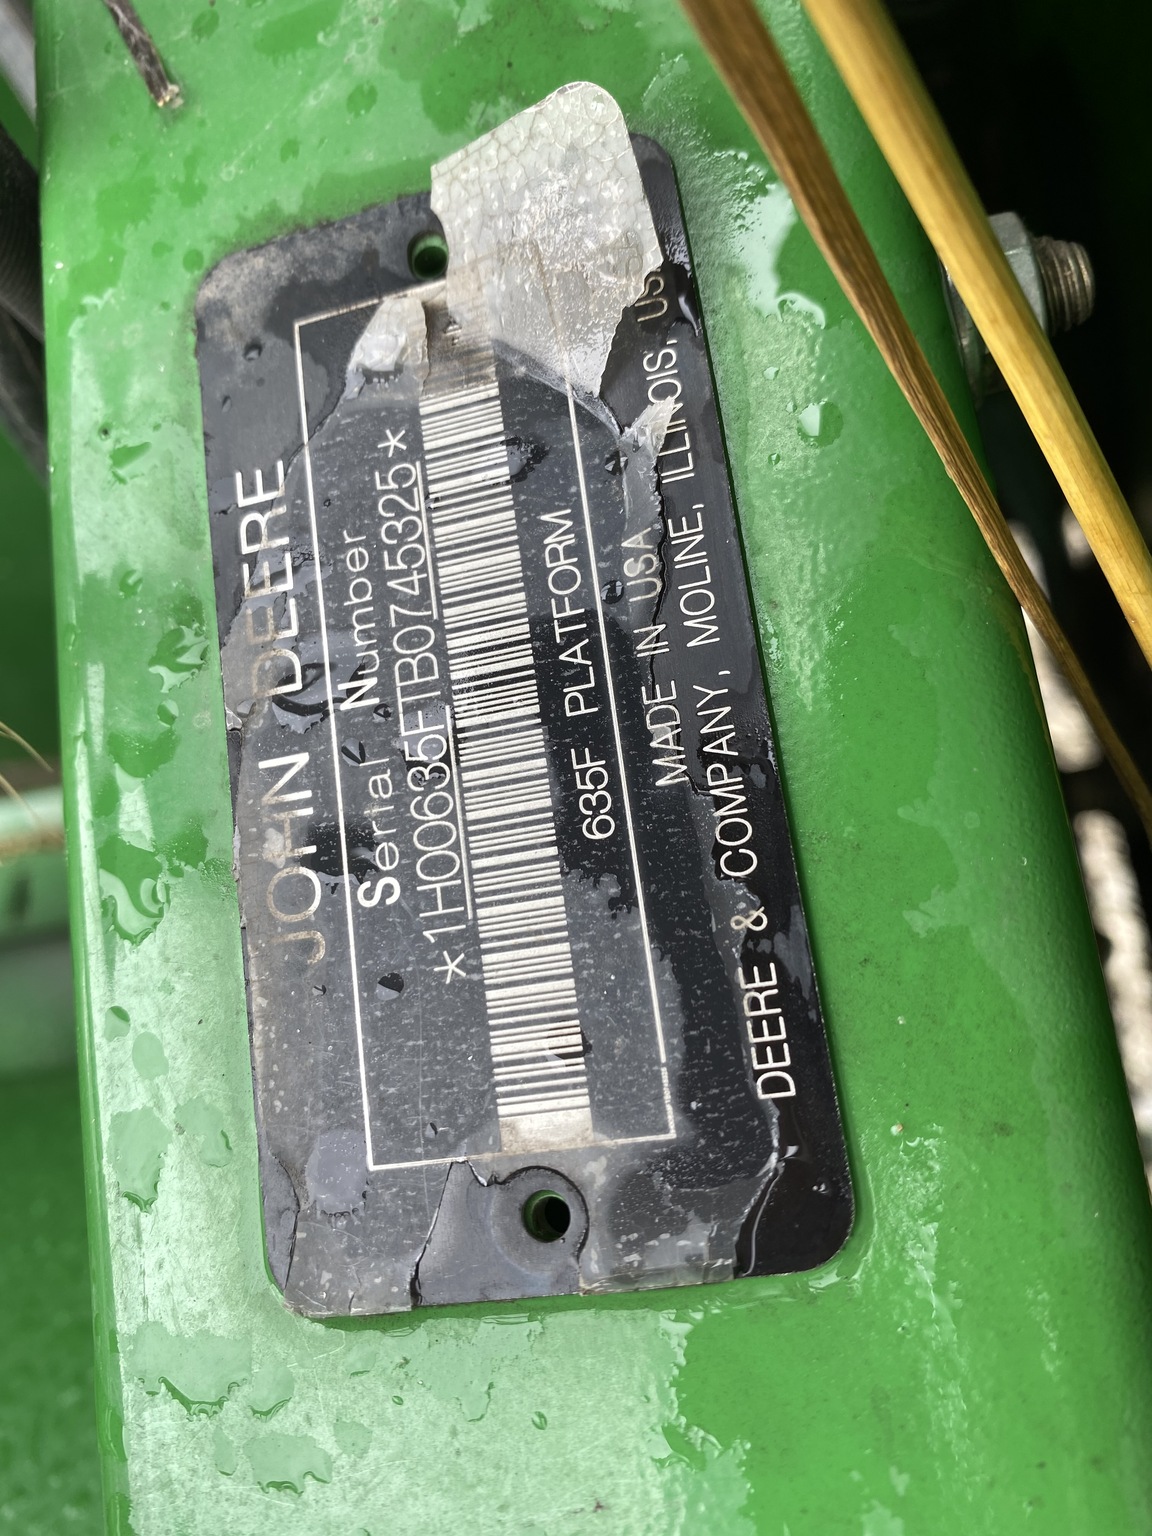 JOHN DEERE
Serial Number
*1H00635FTB0745325*
635F PLATFORM
MADE IN USA
DEERE & COMPANY, MOLINE, ILLINOIS, US